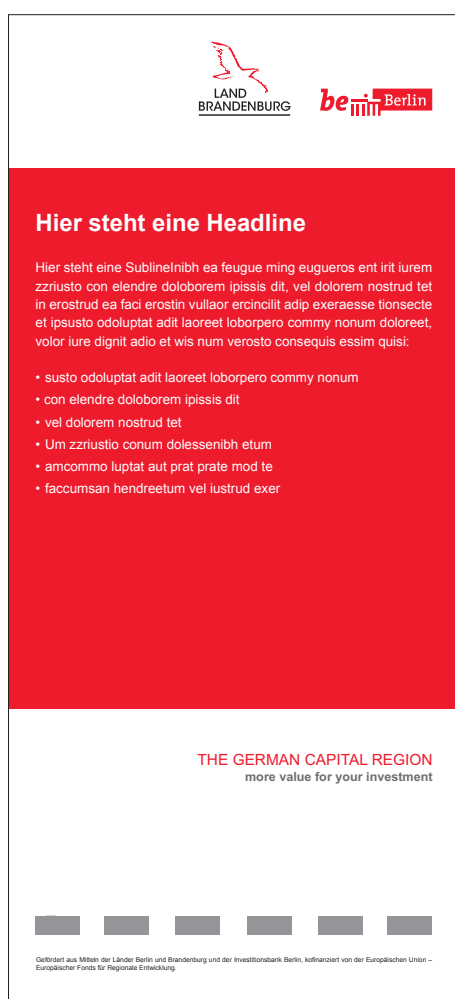 LAND
BRANDENBURG
be Berlin
Hier steht eine Headline
Hier steht eine SublineInibh ea feugue ming eugueros ent irit iurem
zzriusto con elendre doloborem ipissis dit, vel dolorem nostrud tet
in erostrud ea faci erostin vullaor ercincilit adip exeraesse tionsecte
et ipsusto odoluptat adit laoreet loborpero commy nonum doloreet,
volor iure dignit adio et wis num verosto consequis essim quisi:
• susto odoluptat adit laoreet loborpero commy nonum
• con elendre doloborem ipissis dit
• vel dolorem nostrud tet
• Um zzriustio conum dolessenibh etum
• amcommo luptat aut prat prate mod te
• faccumsan hendreetum vel iustrud exer
THE GERMAN CAPITAL REGION
more value for your investment
Gefördert aus Mitteln der Länder Berlin und Brandenburg und der Investitionsbank Berlin, kofinanziert von der Europäischen Union –
Europäischer Fonds für Regionale Entwicklung.